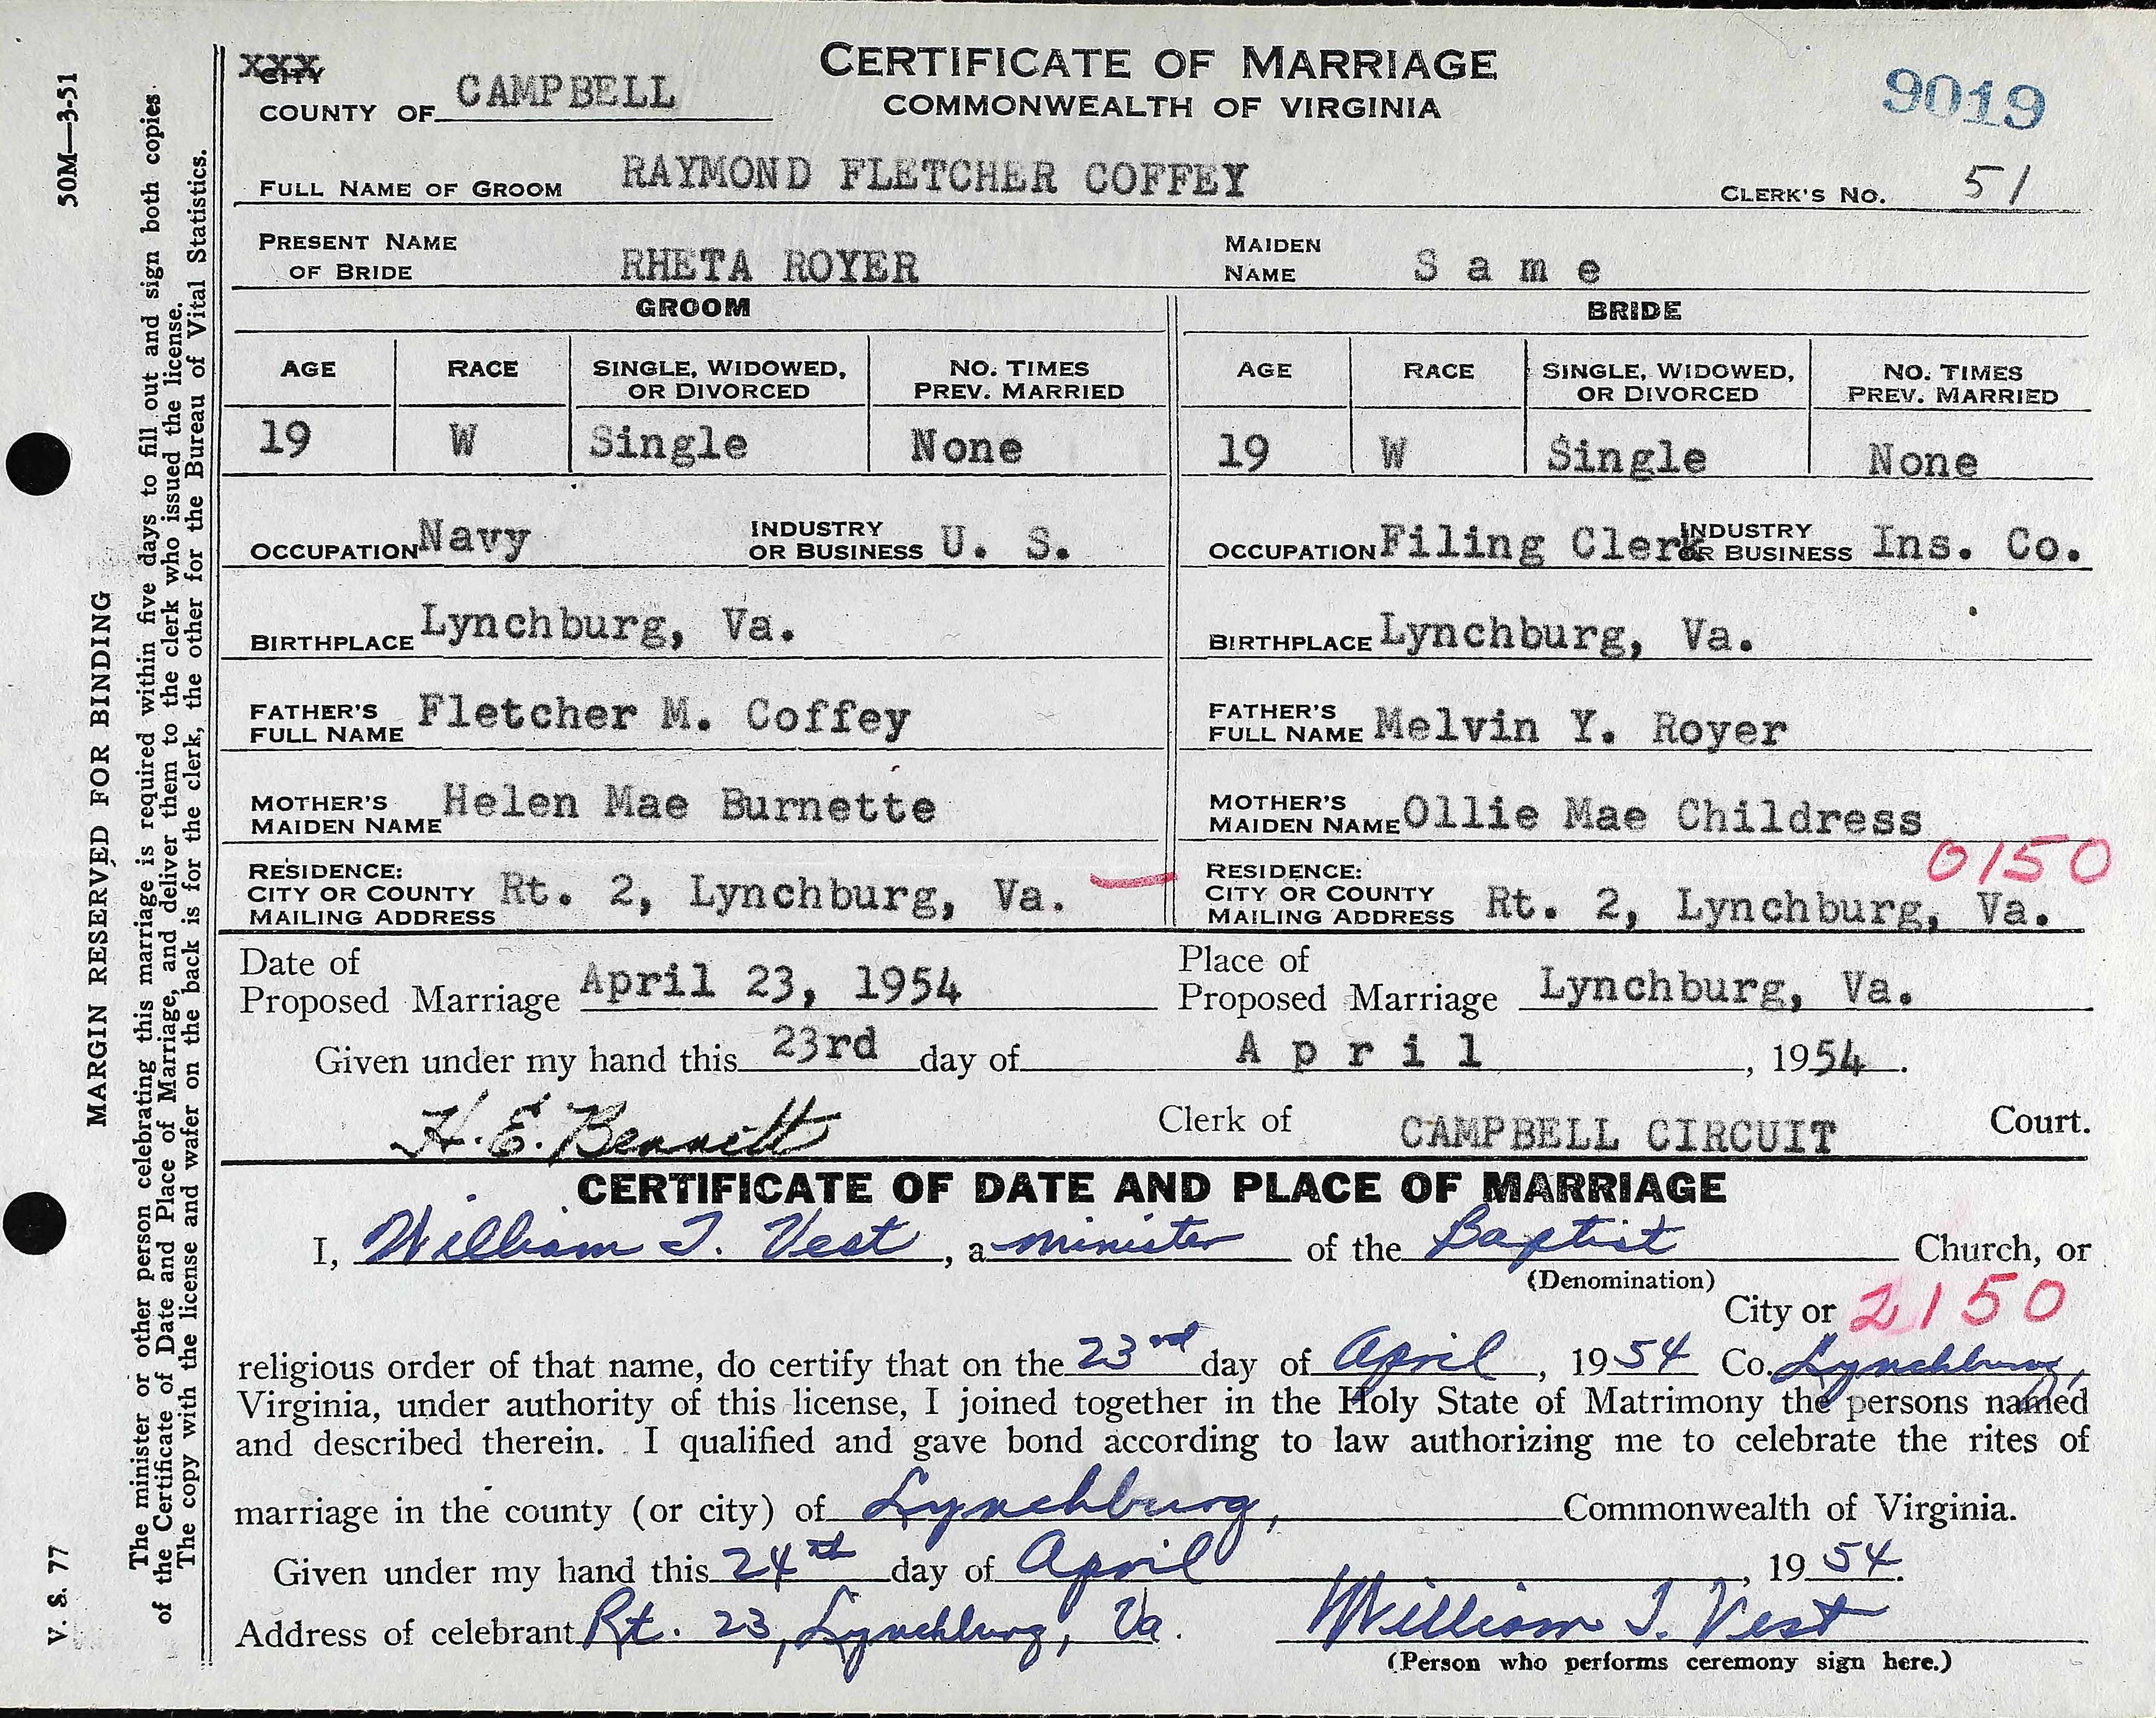 XXX
CITY
COUNTY OF CAMPBELL
CERTIFICATE OF MARRIAGE
COMMONWEALTH OF VIRGINIA
9019
FULL NAME OF GROOM RAYMOND FLETCHER COFFEY
CLERK'S NO. 51
PRESENT NAME OF BRIDE RHETA ROYER
MAIDEN NAME S a m e
GROOM BRIDE
AGE RACE SINGLE, WIDOWED, OR DIVORCED NO. TIMES PREV. MARRIED AGE RACE SINGLE, WIDOWED, OR DIVORCED NO. TIMES PREV. MARRIED
19 W Single None 19 W Single None
OCCUPATION Navy INDUSTRY OR BUSINESS U. S. OCCUPATION Filing Clerk INDUSTRY OR BUSINESS Ins. Co.
BIRTHPLACE Lynchburg, Va. BIRTHPLACE Lynchburg, Va.
FATHER'S FULL NAME Fletcher M. Coffey FATHER'S FULL NAME Melvin Y. Royer
MOTHER'S MAIDEN NAME Helen Mae Burnette MOTHER'S MAIDEN NAME Ollie Mae Childress
0150
RESIDENCE: CITY OR COUNTY MAILING ADDRESS Rt. 2, Lynchburg, Va. RESIDENCE: CITY OR COUNTY MAILING ADDRESS Rt. 2, Lynchburg, Va.
Date of Proposed Marriage April 23, 1954 Place of Proposed Marriage Lynchburg, Va.
Given under my hand this 23rd day of A p r i l , 1954.
H. E. Bennett Clerk of CAMPBELL CIRCUIT Court.
CERTIFICATE OF DATE AND PLACE OF MARRIAGE
I, William T. Vest, a minister of the Baptist Church, or
(Denomination)
City or 2150
religious order of that name, do certify that on the 23rd day of April, 1954 Co. Lynchburg,
Virginia, under authority of this license, I joined together in the Holy State of Matrimony the persons named
and described therein. I qualified and gave bond according to law authorizing me to celebrate the rites of
marriage in the county (or city) of Lynchburg, Commonwealth of Virginia.
Given under my hand this 24th day of April, 1954.
Address of celebrant Rt. 23, Lynchburg, Va. William T. Vest
(Person who performs ceremony sign here.)
50M—3-51
MARGIN RESERVED FOR BINDING
V. S. 77
The minister or other person celebrating this marriage is required within five days to fill out and sign both copies
of the Certificate of Date and Place of Marriage, and deliver them to the clerk who issued the license.
The copy with the license and wafer on the back is for the clerk, the other for the Bureau of Vital Statistics.